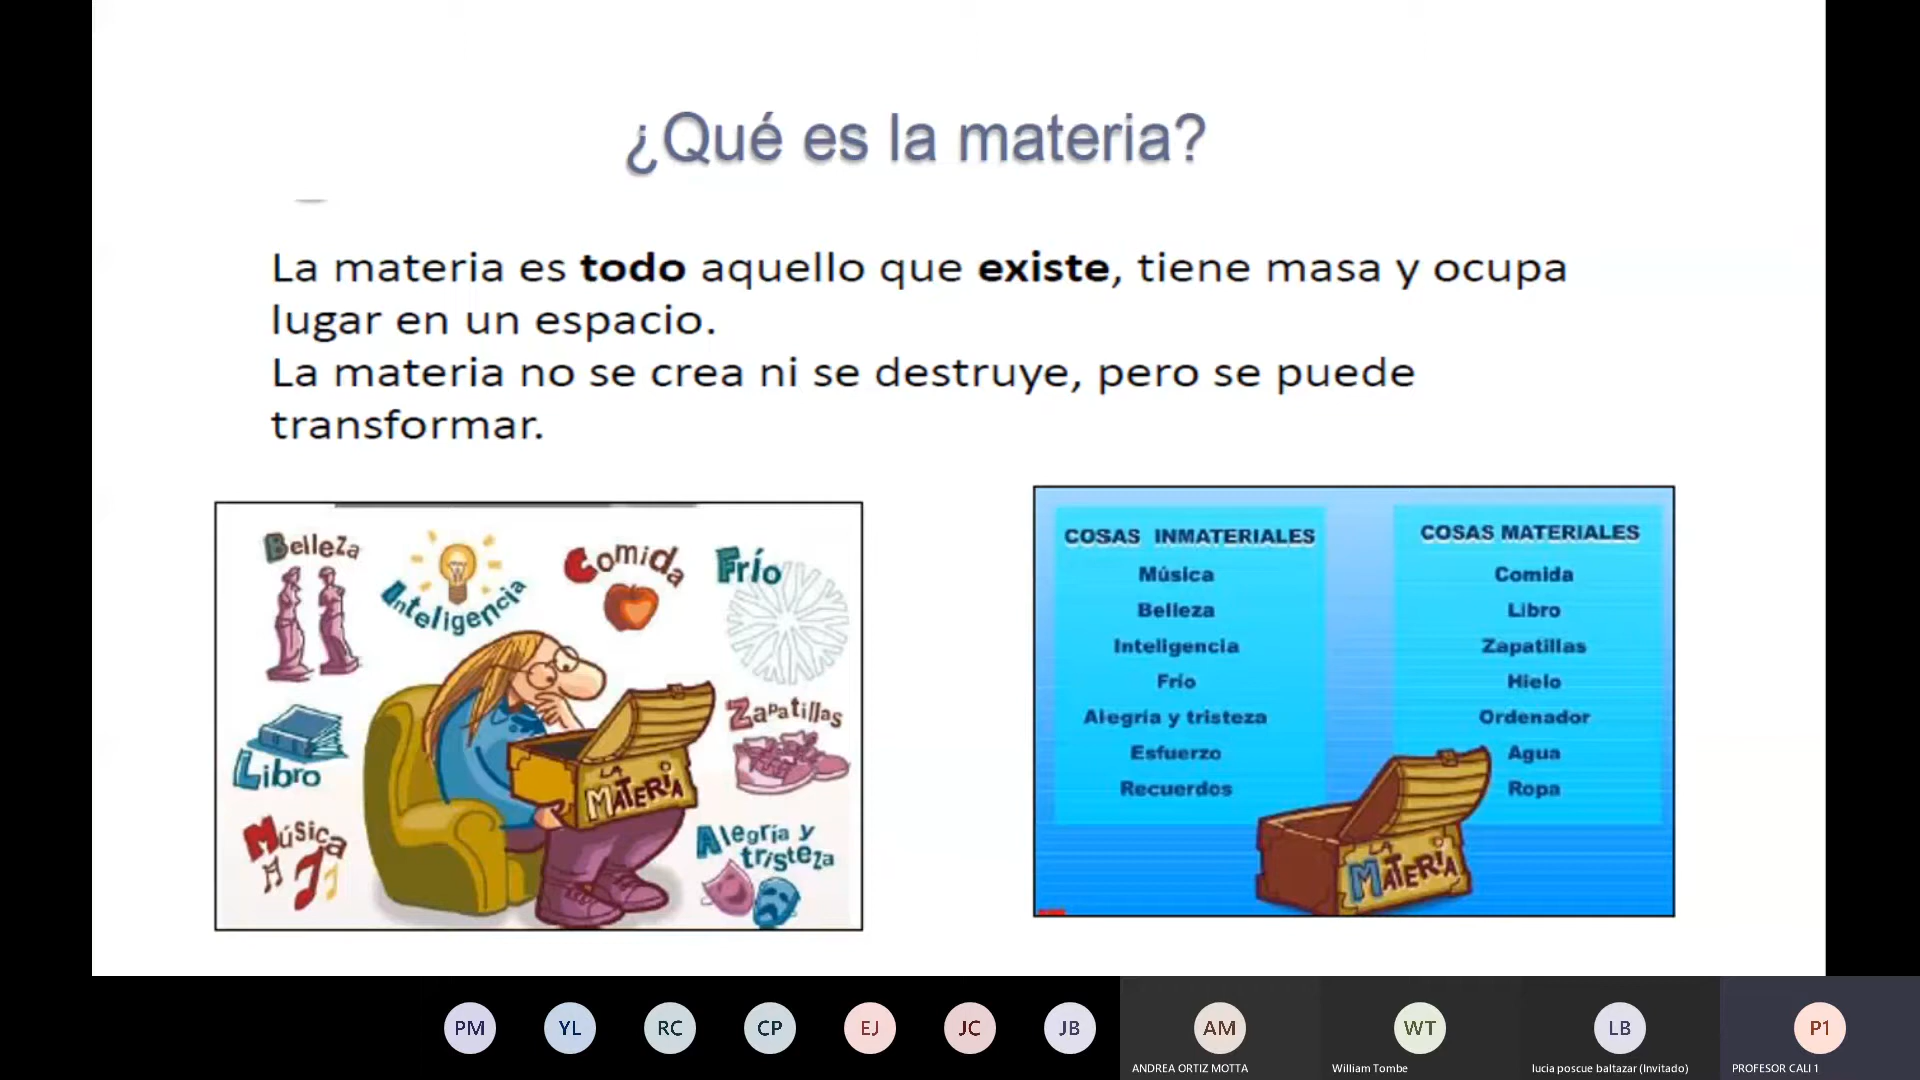 ¿Qué es la materia?
La materia es todo aquello que existe, tiene masa y ocupa
lugar en un espacio.
La materia no se crea ni se destruye, pero se puede
transformar.
Belleza
Inteligencia
Comida
Frío
Libro
Zapatillas
LA
MATERIA
Música
Alegría y
tristeza
COSAS INMATERIALES
Música
Belleza
Inteligencia
Frío
Alegría y tristeza
Esfuerzo
Recuerdos
COSAS MATERIALES
Comida
Libro
Zapatillas
Hielo
Ordenador
Agua
Ropa
LA
MATERIA
PM
YL
RC
CP
EJ
JC
JB
AM
ANDREA ORTIZ MOTTA
WT
William Tombe
LB
lucia poscue baltazar (Invitado)
P1
PROFESOR CALI 1